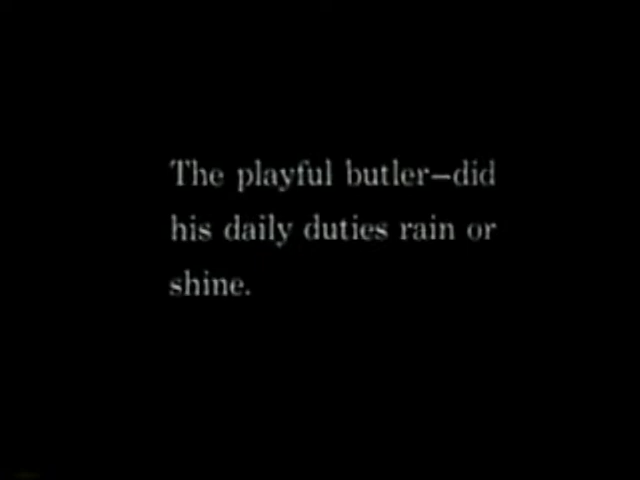 The playful butler—did
his daily duties rain or
shine.